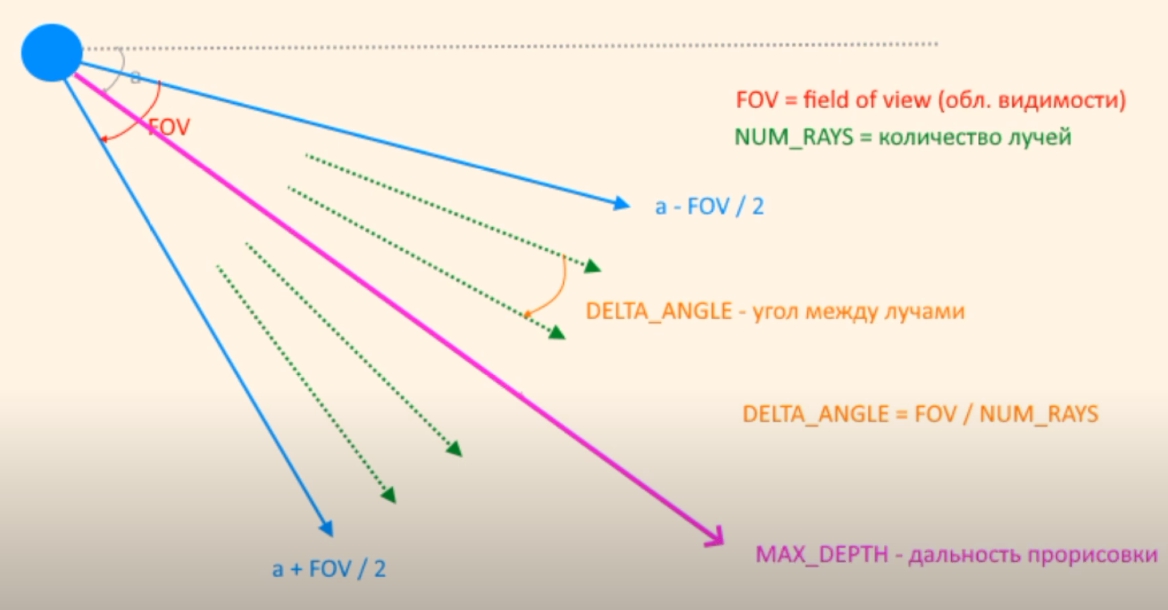 a
FOV = field of view (обл. видимости)
FOV
NUM_RAYS = количество лучей
a - FOV / 2
DELTA_ANGLE - угол между лучами
DELTA_ANGLE = FOV / NUM_RAYS
MAX_DEPTH - дальность прорисовки
a + FOV / 2